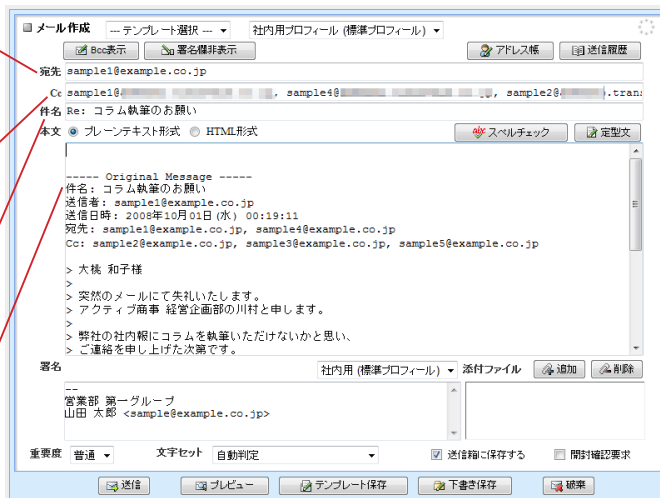 メール作成 --- テンプレート選択 --- 社内用プロフィール (標準プロフィール)
Bcc表示 署名欄非表示 アドレス帳 送信履歴
宛先 sample1@example.co.jp
Cc sample1@ , sample4@ , sample2@ .trans
件名 Re: コラム執筆のお願い
本文 プレーンテキスト形式 HTML形式 abc スペルチェック 定型文
----- Original Message -----
件名: コラム執筆のお願い
送信者: sample1@example.co.jp
送信日時: 2008年10月01日(水) 00:19:11
宛先: sample1@example.co.jp, sample4@example.co.jp
Cc: sample2@example.co.jp, sample3@example.co.jp, sample5@example.co.jp
> 大桃 和子様
>
> 突然のメールにて失礼いたします。
> アクティブ商事 経営企画部の川村と申します。
>
> 弊社の社内報にコラムを執筆いただけないかと思い、
> ご連絡を申し上げた次第です。
署名 社内用 (標準プロフィール) 添付ファイル 追加 削除
--
営業部 第一グループ
山田 太郎 <sample@example.co.jp>
重要度 普通 文字セット 自動判定 送信箱に保存する 開封確認要求
送信 プレビュー テンプレート保存 下書き保存 破棄